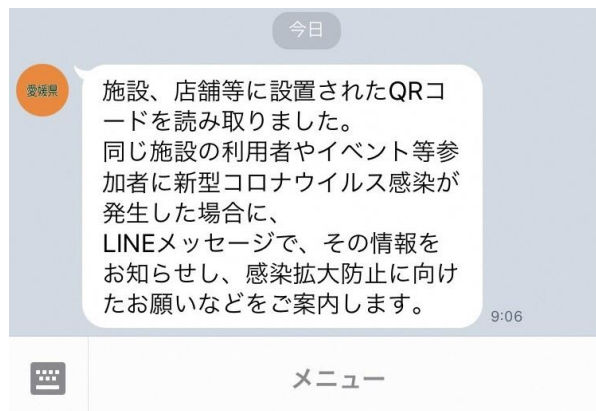 今日
愛媛県
施設、店舗等に設置されたQRコ
ードを読み取りました。
同じ施設の利用者やイベント等参
加者に新型コロナウイルス感染が
発生した場合に、
LINEメッセージで、その情報を
お知らせし、感染拡大防止に向け
たお願いなどをご案内します。
9:06
メニュー